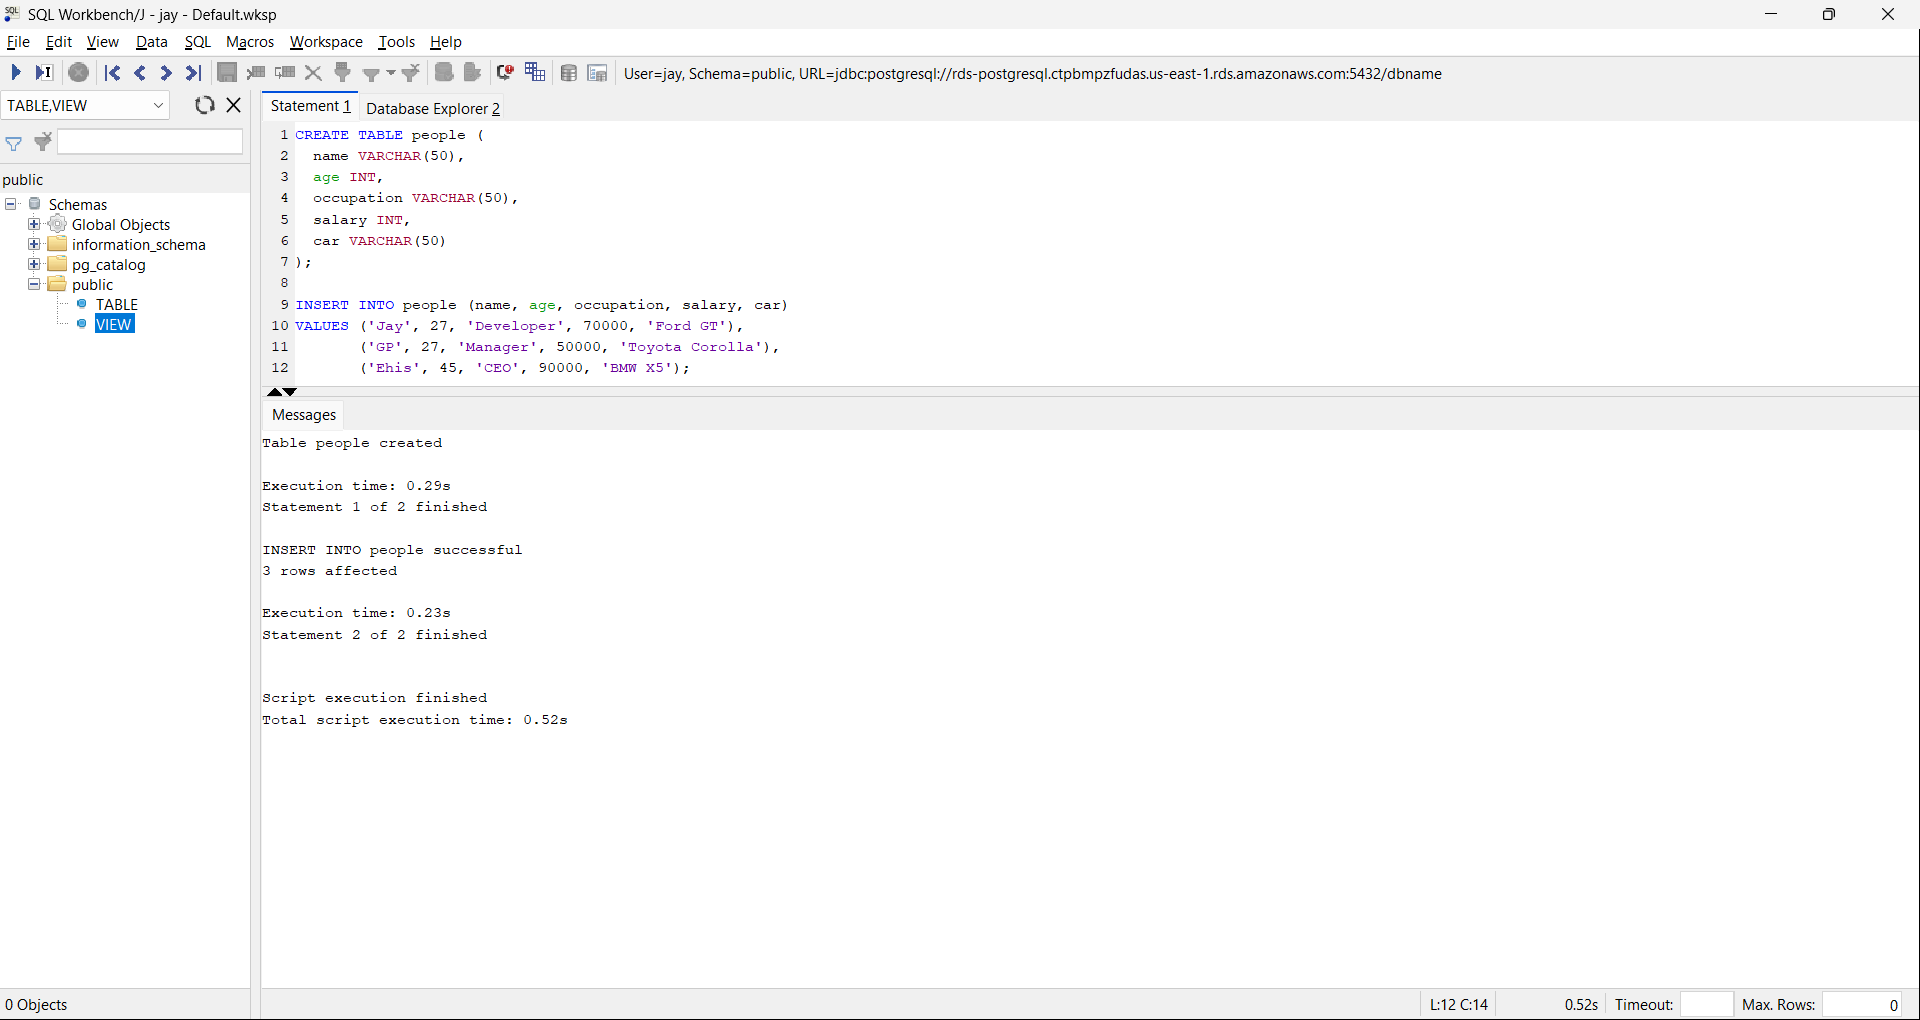 SQL Workbench/J - jay - Default.wksp
File Edit View Data SQL Macros Workspace Tools Help
User=jay, Schema=public, URL=jdbc:postgresql://rds-postgresql.ctpbmpzfudas.us-east-1.rds.amazonaws.com:5432/dbname
TABLE,VIEW
Statement 1 Database Explorer 2
public
Schemas
Global Objects
information_schema
pg_catalog
public
TABLE
VIEW
1 CREATE TABLE people (
2 name VARCHAR(50),
3 age INT,
4 occupation VARCHAR(50),
5 salary INT,
6 car VARCHAR(50)
7 );
8
9 INSERT INTO people (name, age, occupation, salary, car)
10 VALUES ('Jay', 27, 'Developer', 70000, 'Ford GT'),
11 ('GP', 27, 'Manager', 50000, 'Toyota Corolla'),
12 ('Ehis', 45, 'CEO', 90000, 'BMW X5');
Messages
Table people created
Execution time: 0.29s
Statement 1 of 2 finished
INSERT INTO people successful
3 rows affected
Execution time: 0.23s
Statement 2 of 2 finished
Script execution finished
Total script execution time: 0.52s
0 Objects
L:12 C:14 0.52s Timeout: Max. Rows: 0